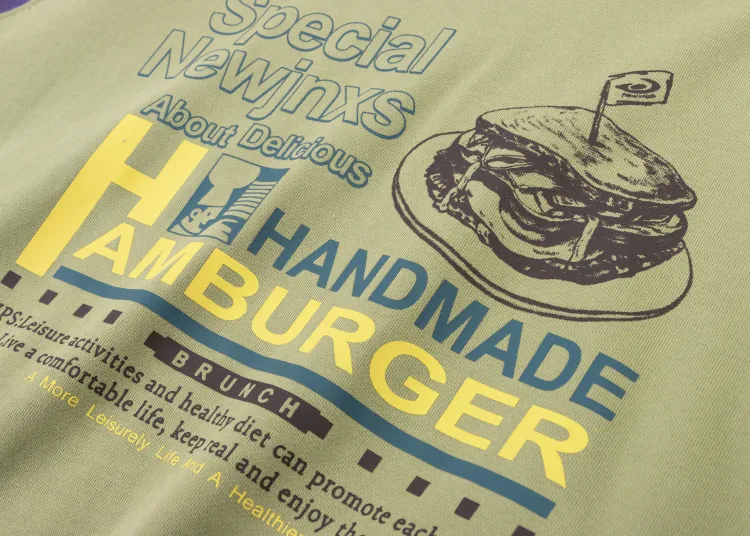 Special
Newjnxs
About Delicious
HANDMADE
HAMBURGER
BRUNCH
PS:Leisure activities and healthy diet can promote each
Live a comfortable life, keep real and enjoy the
A More Leisurely Life And A Healthier